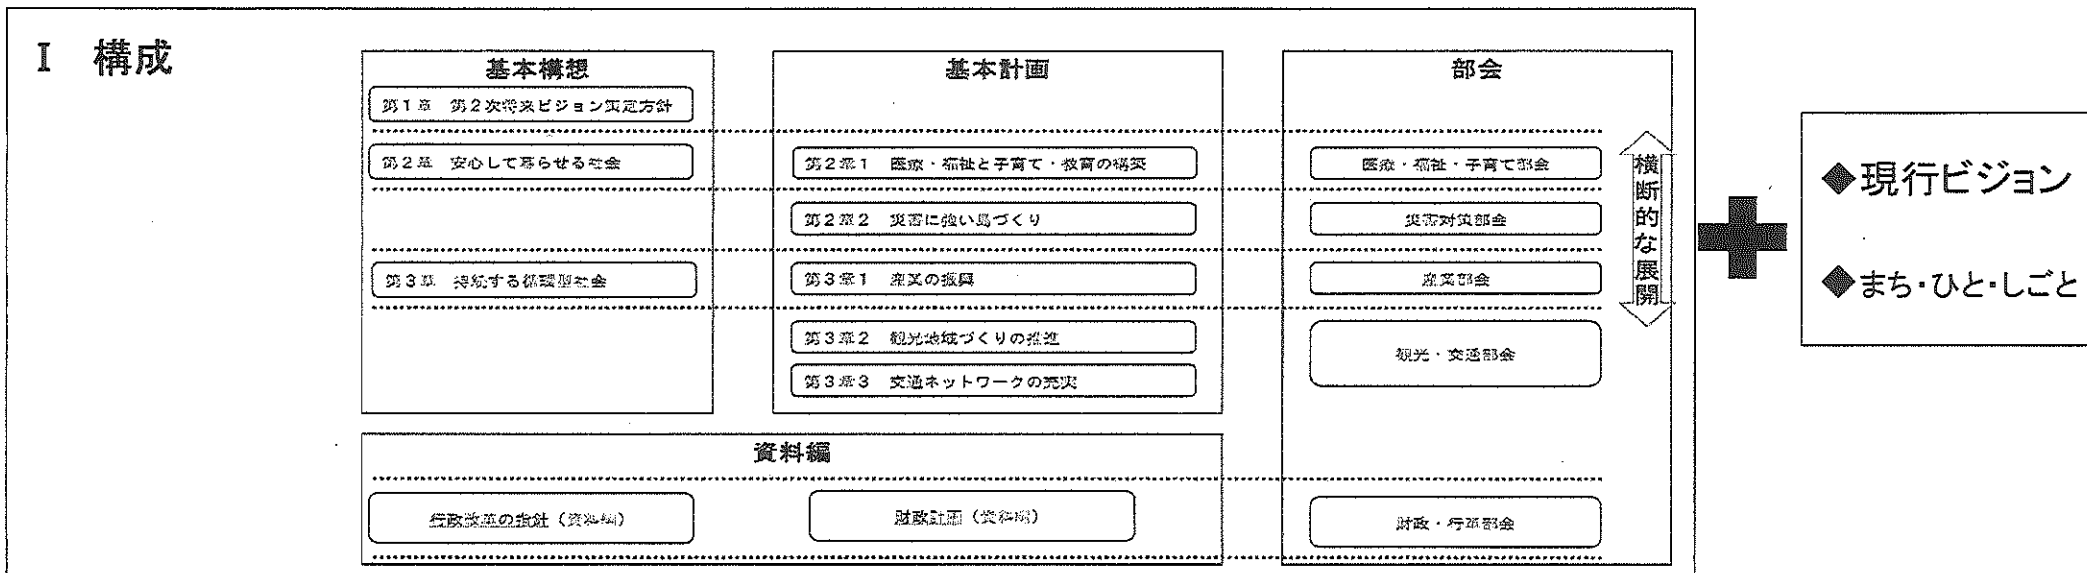 Ⅰ 構成
基本構想
基本計画
部会
第1章 第2次将来ビジョン策定方針
第2章 安心して暮らせる社会
第2章1 医療・福祉と子育て・教育の構築
医療・福祉・子育て部会
第2章2 災害に強い島づくり
災害対策部会
第3章 持続する循環型社会
第3章1 産業の振興
産業部会
第3章2 観光地域づくりの推進
第3章3 交通ネットワークの充実
観光・交通部会
横断的な展開
資料編
行政改革の指針(資料編)
財政計画(資料編)
財政・行革部会
◆現行ビジョン
◆まち・ひと・しごと